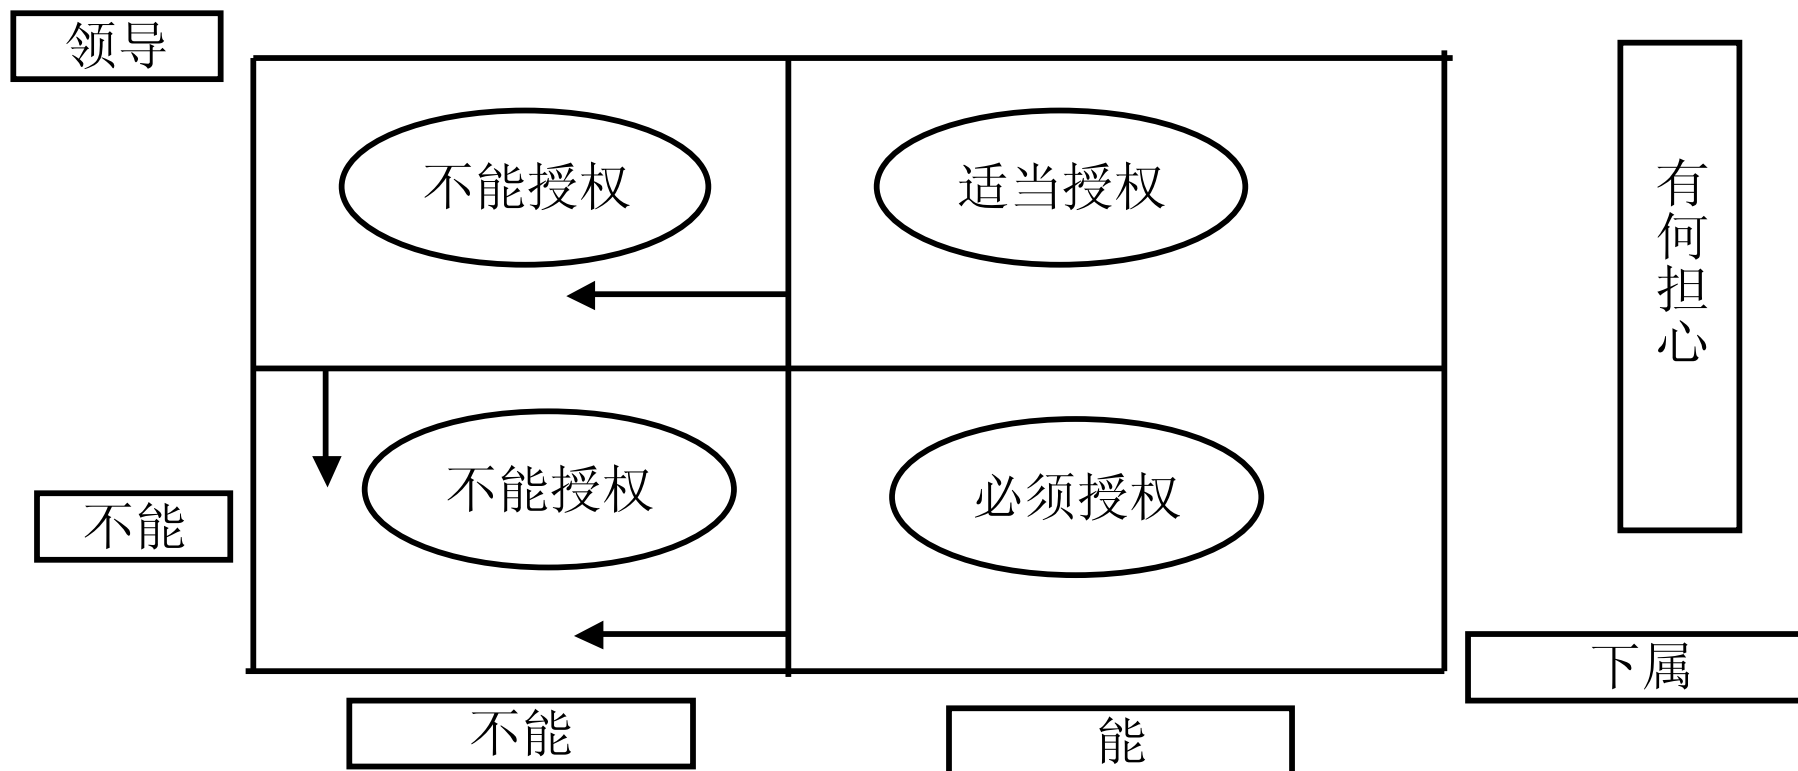 领导
不能授权
适当授权
有何担心
不能
不能授权
必须授权
下属
不能
能